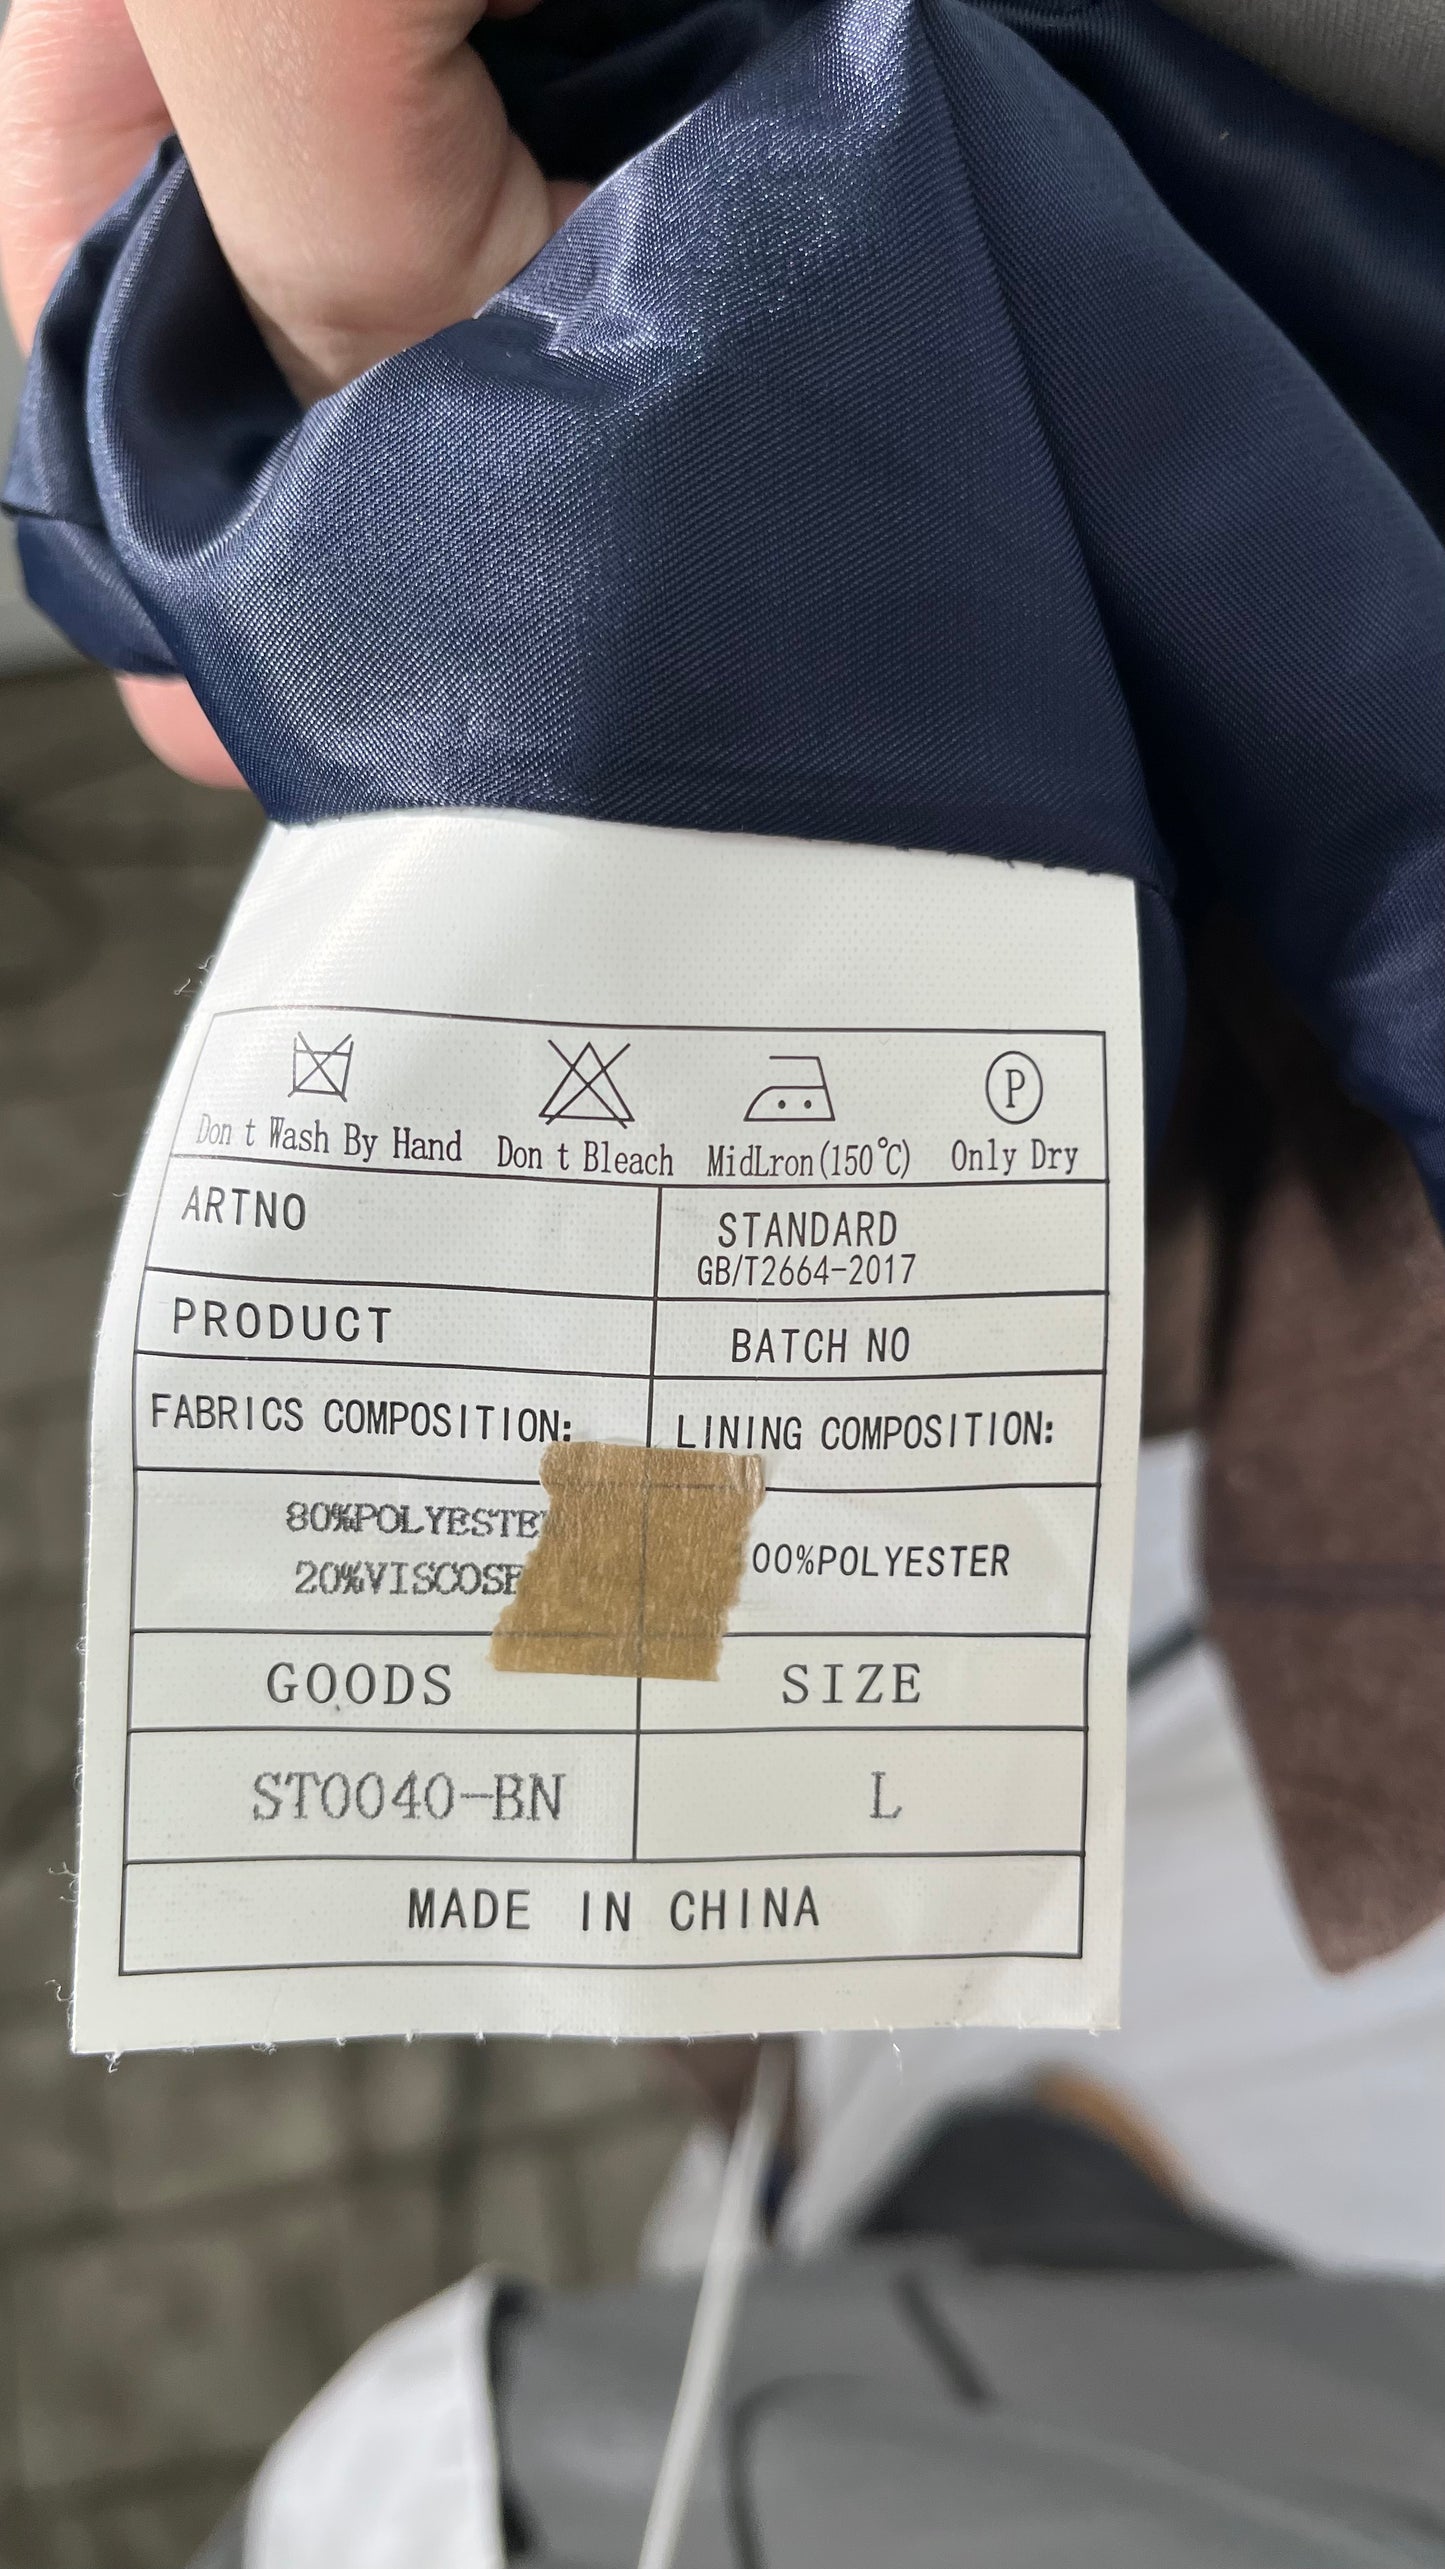 Don t Wash By Hand Don t Bleach MidLron(150℃) Only Dry
P
ARTNO
STANDARD
GB/T2664-2017
PRODUCT
BATCH NO
FABRICS COMPOSITION:
LINING COMPOSITION:
80%POLYESTE
20%VISCOSE
00%POLYESTER
GOODS
SIZE
ST0040-BN
L
MADE IN CHINA